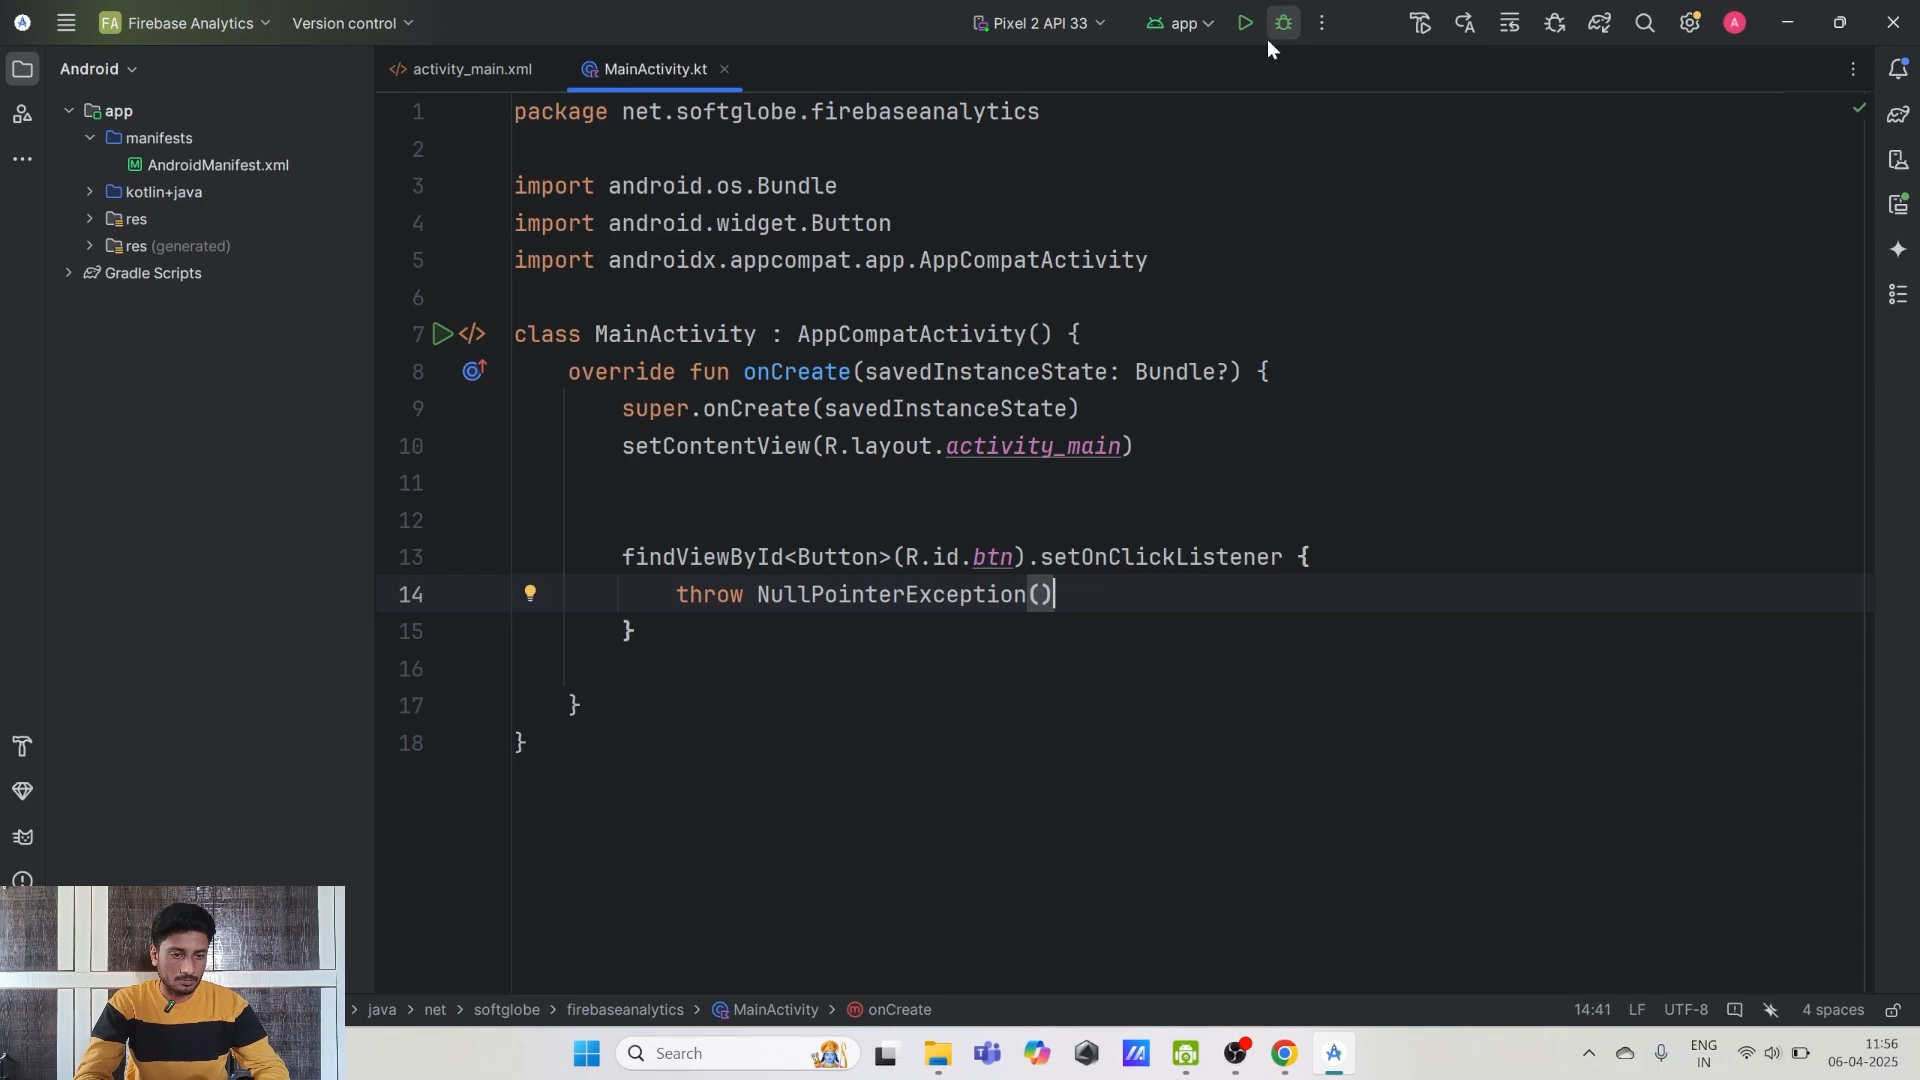 FA Firebase Analytics Version control Pixel 2 API 33 app A
Android activity_main.xml MainActivity.kt
app
manifests
AndroidManifest.xml
kotlin+java
res
res (generated)
Gradle Scripts
1 package net.softglobe.firebaseanalytics
2
3 import android.os.Bundle
4 import android.widget.Button
5 import androidx.appcompat.app.AppCompatActivity
6
7 class MainActivity : AppCompatActivity() {
8 override fun onCreate(savedInstanceState: Bundle?) {
9 super.onCreate(savedInstanceState)
10 setContentView(R.layout.activity_main)
11
12
13 findViewById<Button>(R.id.btn).setOnClickListener {
14 throw NullPointerException()
15 }
16
17 }
18 }
java > net > softglobe > firebaseanalytics > MainActivity > onCreate 14:41 LF UTF-8 4 spaces
Search ENG 11:56
IN 06-04-2025